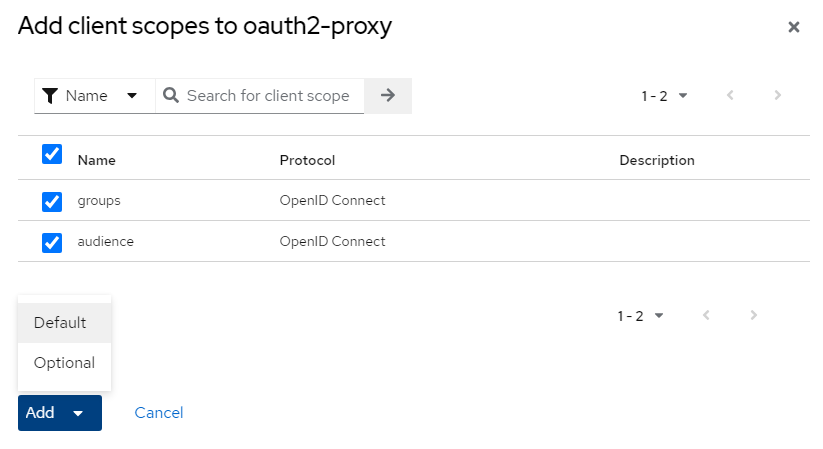 Add client scopes to oauth2-proxy
Name Search for client scope 1 - 2
Name Protocol Description
groups OpenID Connect
audience OpenID Connect
1 - 2
Default
Optional
Add Cancel